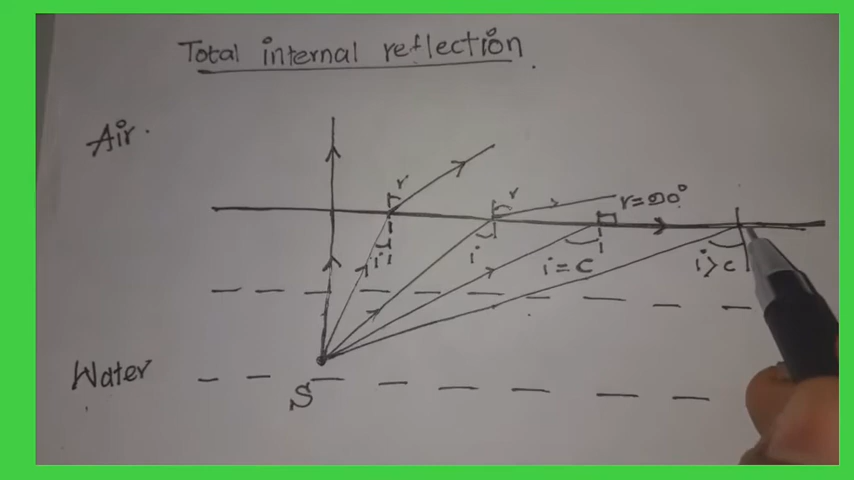 Total internal reflection.
Air.
r
r
r=90°
i
i
i=c
i>c
Water
S